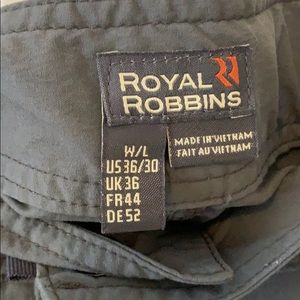 ROYAL
ROBBINS
MADE IN VIETNAM
FAIT AU VIETNAM
W/L
US36/30
UK36
FR44
DE52